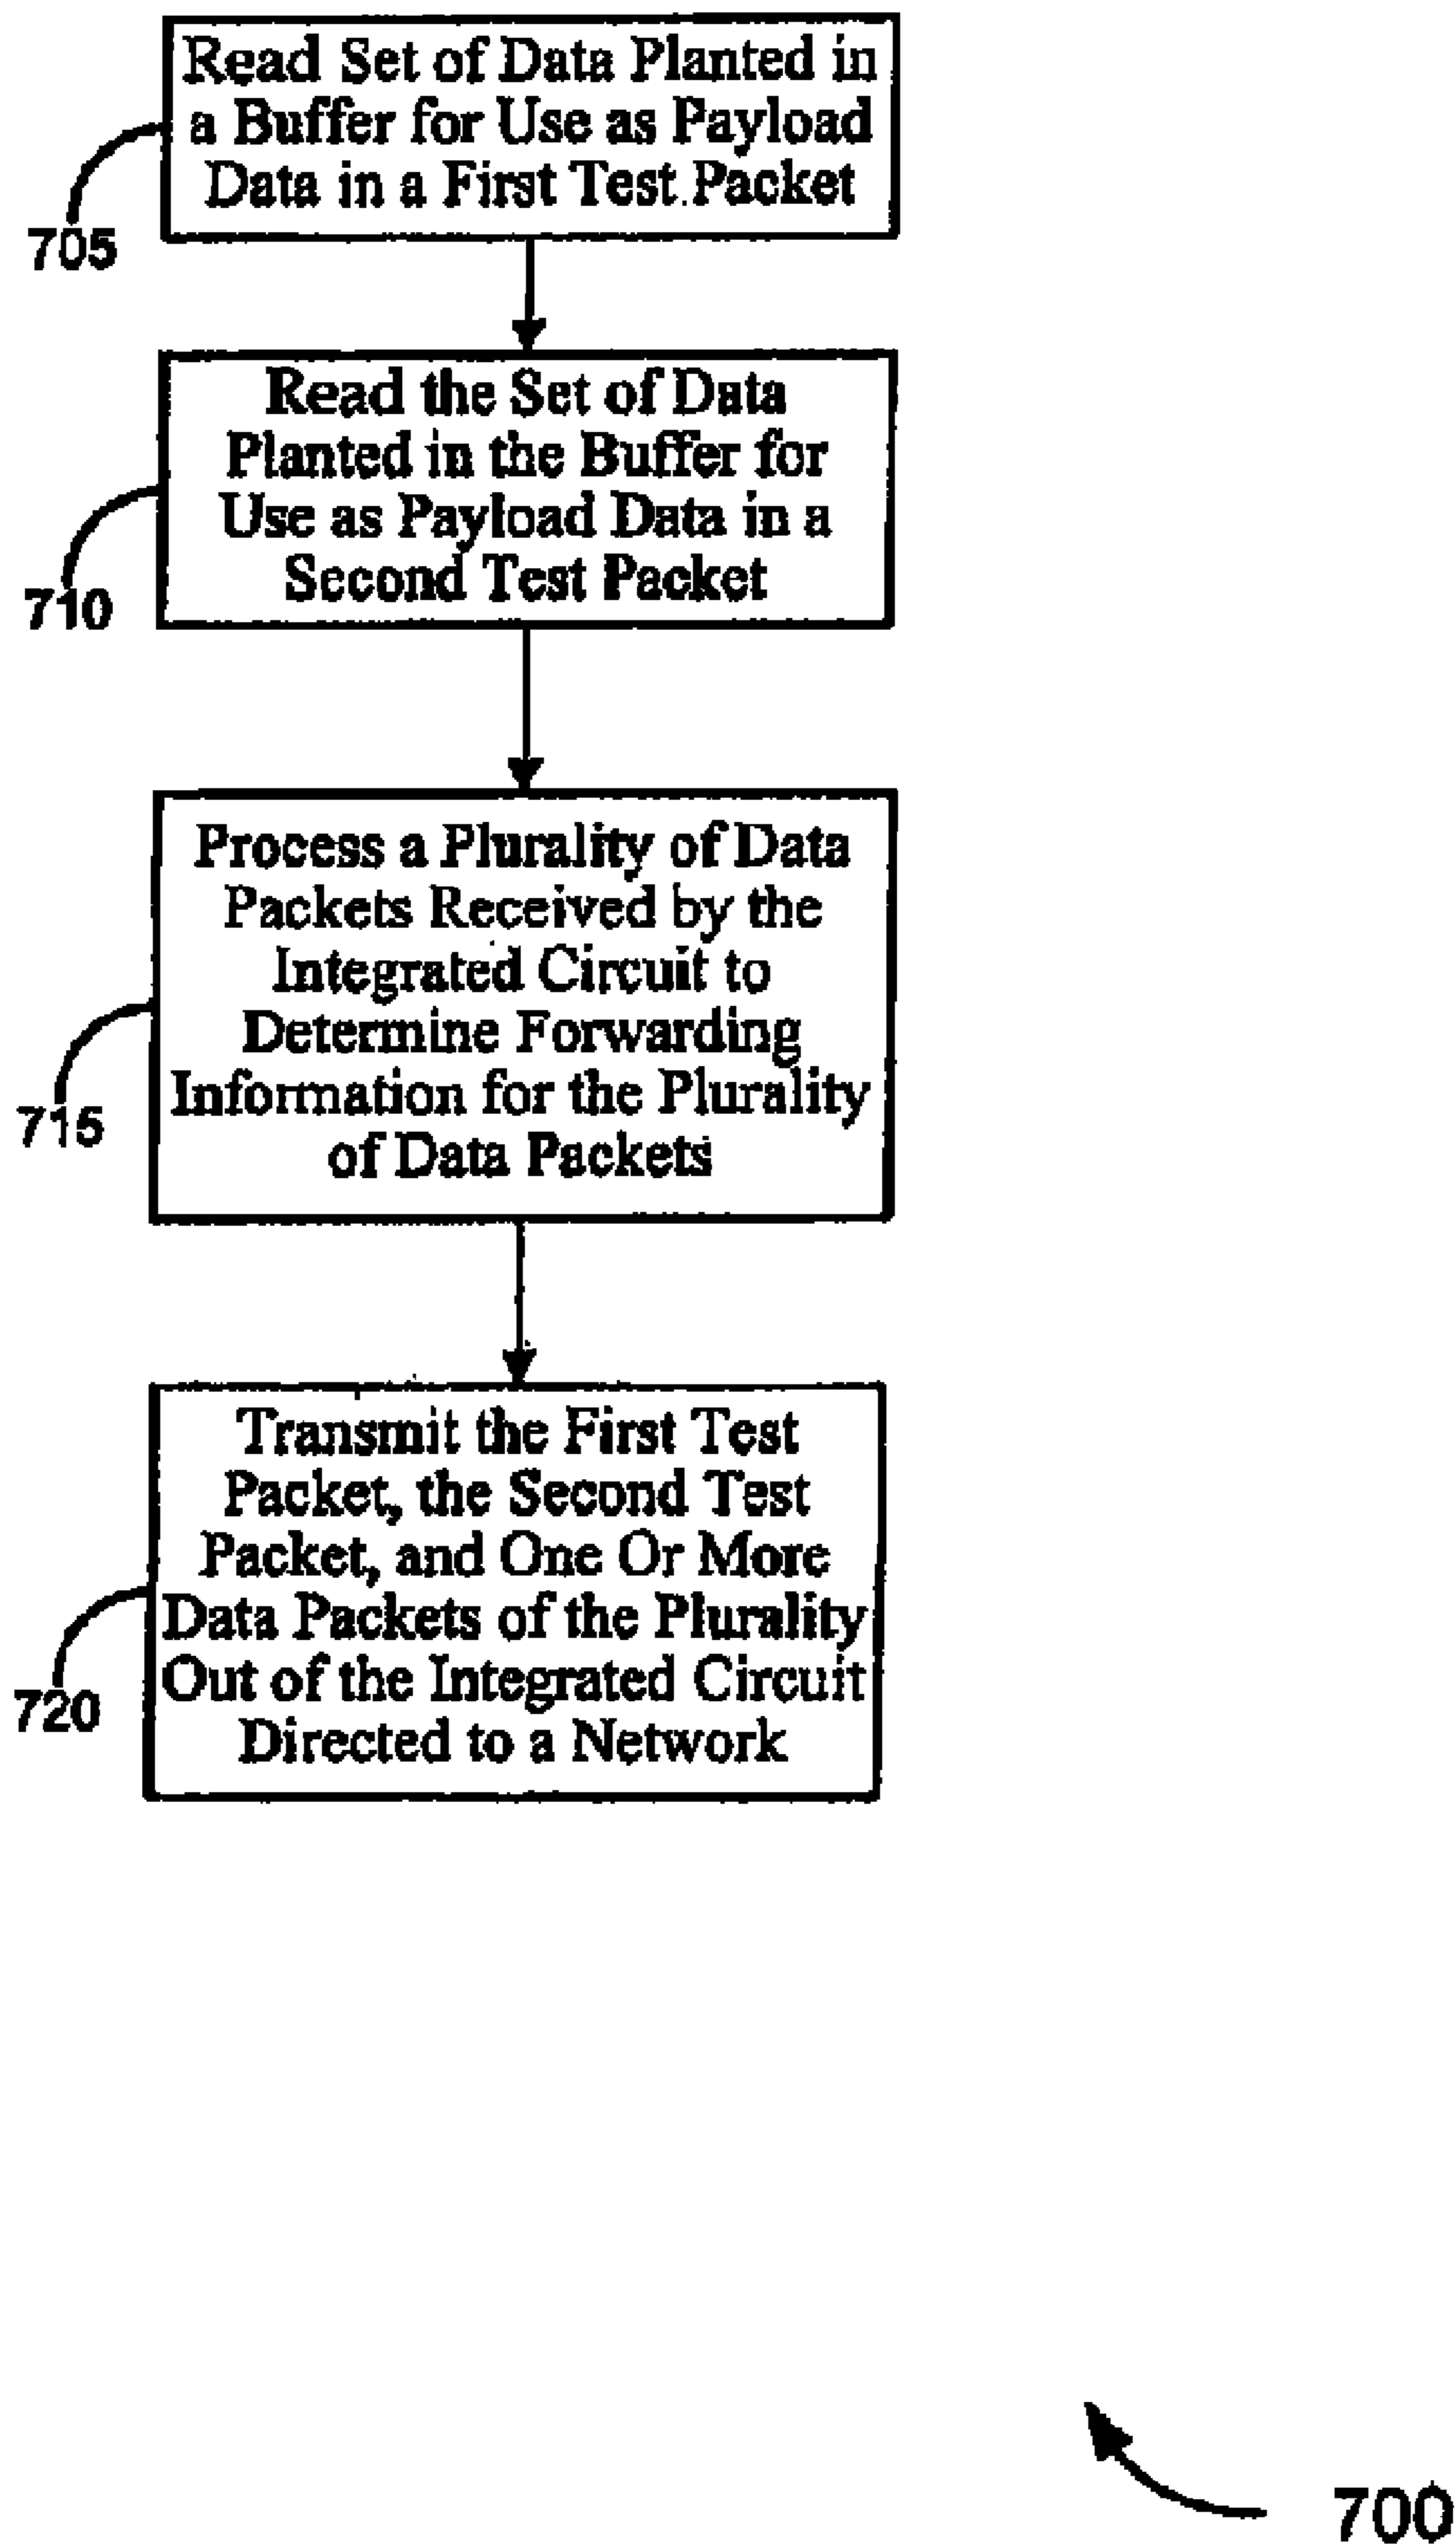 Read Set of Data Planted in
a Buffer for Use as Payload
Data in a First Test Packet
705
Read the Set of Data
Planted in the Buffer for
Use as Payload Data in a
Second Test Packet
710
Process a Plurality of Data
Packets Received by the
Integrated Circuit to
Determine Forwarding
Information for the Plurality
of Data Packets
715
Transmit the First Test
Packet, the Second Test
Packet, and One Or More
Data Packets of the Plurality
Out of the Integrated Circuit
Directed to a Network
720
700